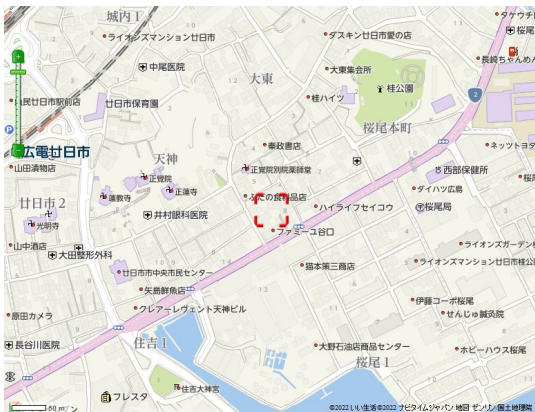 城内1
タケウチ
ライオンズマンション廿日市
ダスキン廿日市愛の店
桜尾
中尾医院
大東
大東集会所
長崎ちゃんめん
桂公園
民廿日市駅前店
廿日市保育園
桂ハイツ
2
桜尾本町
広電廿日市
秦政書店
ネッツトヨタ
山田漬物店
天神
正覚院別院薬師堂
西部保健所
正覚院
蓮教寺
正蓮寺
ふたの食料品店
ダイハツ広島
廿日市2
ハイライフセイコウ
桜尾局
光明寺
井村眼科医院
ファミーユ谷口
山中酒店
大田整形外科
ライオンズガーデン
猫本第三商店
ライオンズマンション廿日市桂公
廿日市市中央市民センター
矢島鮮魚店
伊藤コーポ桜尾
クレアーレヴェント天神ビル
せんじゅ鍼灸院
原田カメラ
住吉1
長谷川医院
大野石油店商品センター
ホビーハウス桜尾
桜尾1
住吉大神宮
フレスタ
60 m
©2022 いい生活©2022 ナビタイムジャパン 地図 ゼンリン 国土地理院